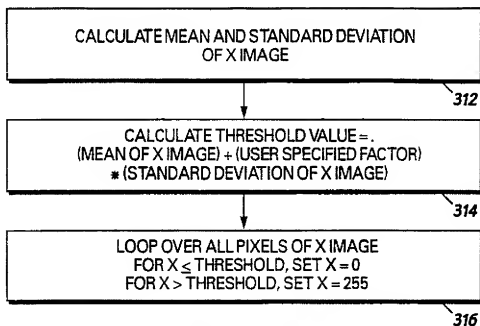 CALCULATE MEAN AND STANDARD DEVIATION
OF X IMAGE
312
CALCULATE THRESHOLD VALUE=.
(MEAN OF X IMAGE) + (USER SPECIFIED FACTOR)
* (STANDARD DEVIATION OF X IMAGE)
314
LOOP OVER ALL PIXELS OF X IMAGE
FOR X ≤ THRESHOLD, SET X = 0
FOR X > THRESHOLD, SET X = 255
316